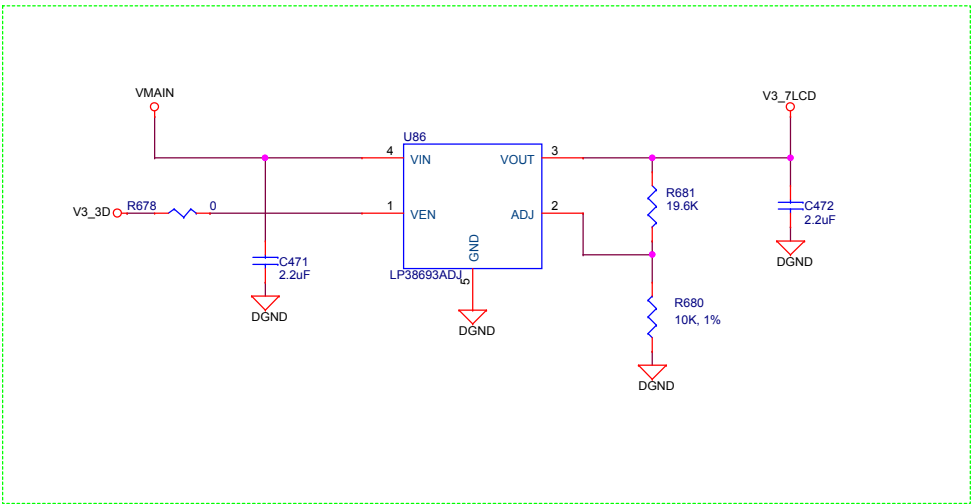 VMAIN
V3_7LCD
U86
4
VIN
VOUT
3
V3_3D
R678
0
1
VEN
ADJ
2
R681
19.6K
C472
2.2uF
GND
DGND
C471
2.2uF
LP38693ADJ
5
DGND
DGND
R680
10K, 1%
DGND